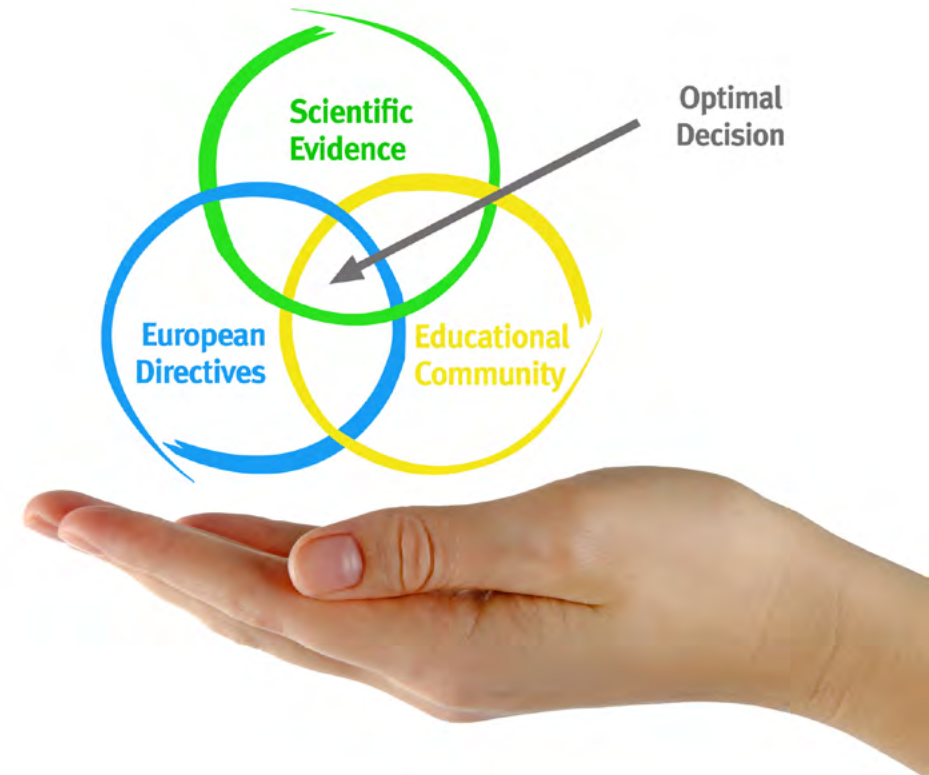 Scientific
Evidence
Optimal
Decision
European
Directives
Educational
Community